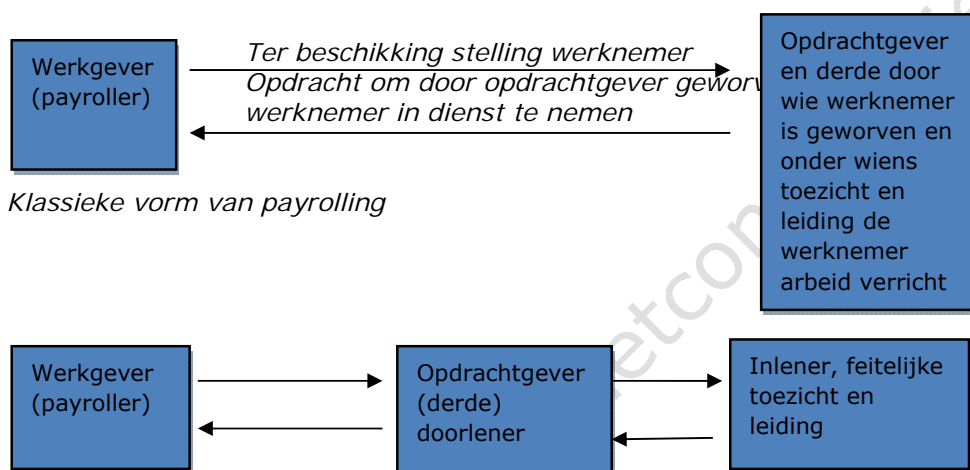 Werkgever
(payroller)
Ter beschikking stelling werknemer
Opdracht om door opdrachtgever
werknemer in dienst te nemen
Opdrachtgever
en derde door
wie werknemer
is geworven en
onder wiens
toezicht en
leiding de
werknemer
arbeid verricht
Klassieke vorm van payrolling
Werkgever
(payroller)
Opdrachtgever
(derde)
doorlener
Inlener, feitelijke
toezicht en
leiding